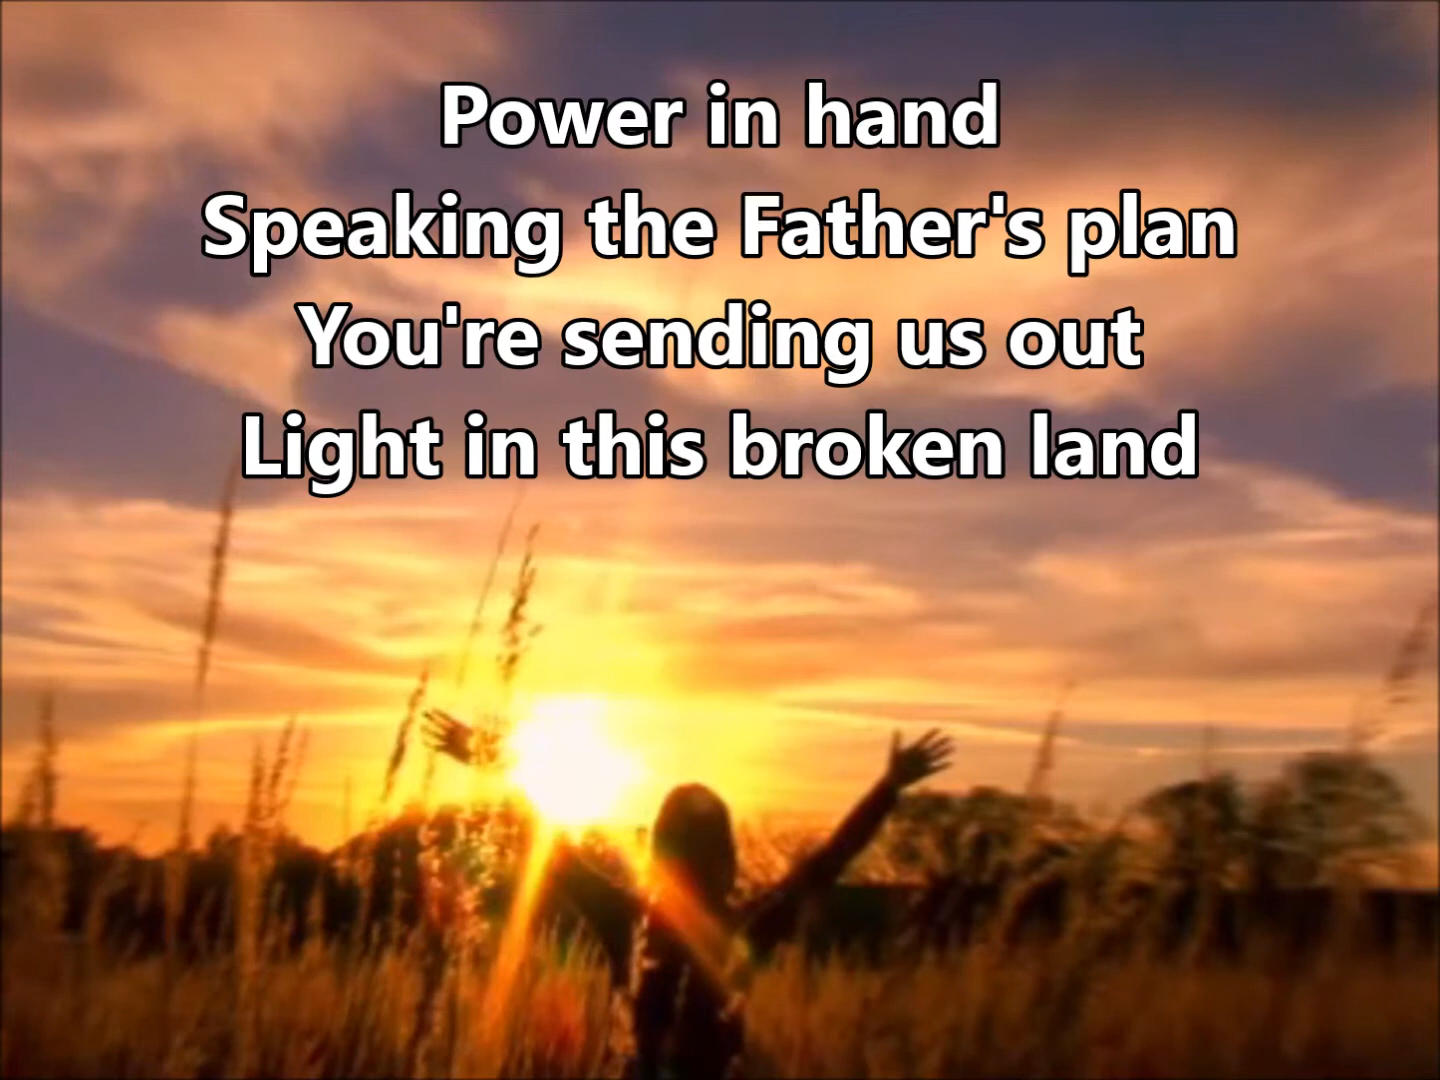 Power in hand
Speaking the Father's plan
You're sending us out
Light in this broken land